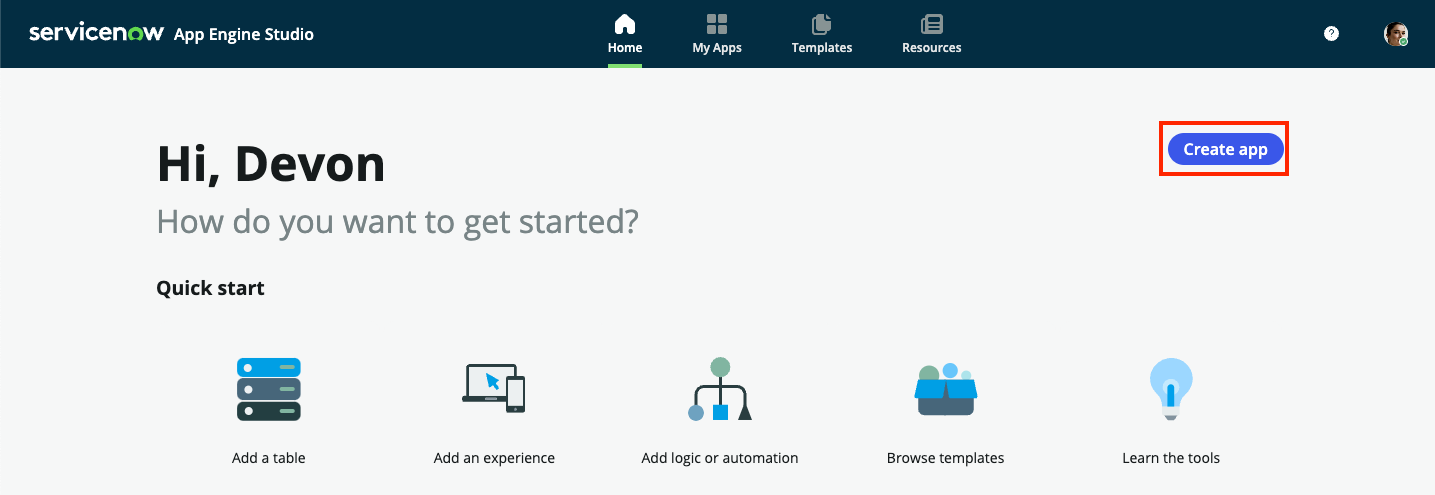 servicenow App Engine Studio
Home My Apps Templates Resources
?
Hi, Devon
Create app
How do you want to get started?
Quick start
Add a table Add an experience Add logic or automation Browse templates Learn the tools